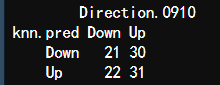 Direction.0910
knn.pred Down Up
Down 21 30
Up 22 31